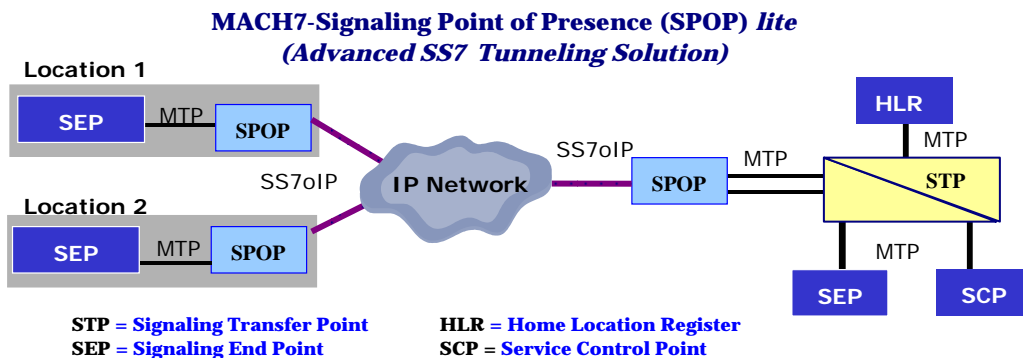 MACH7-Signaling Point of Presence (SPOP) lite
(Advanced SS7 Tunneling Solution)
Location 1
SEP
MTP
SPOP
HLR
MTP
SS7oIP
IP Network
SS7oIP
SPOP
MTP
STP
Location 2
SEP
MTP
SPOP
MTP
SEP
SCP
STP = Signaling Transfer Point
HLR = Home Location Register
SEP = Signaling End Point
SCP = Service Control Point